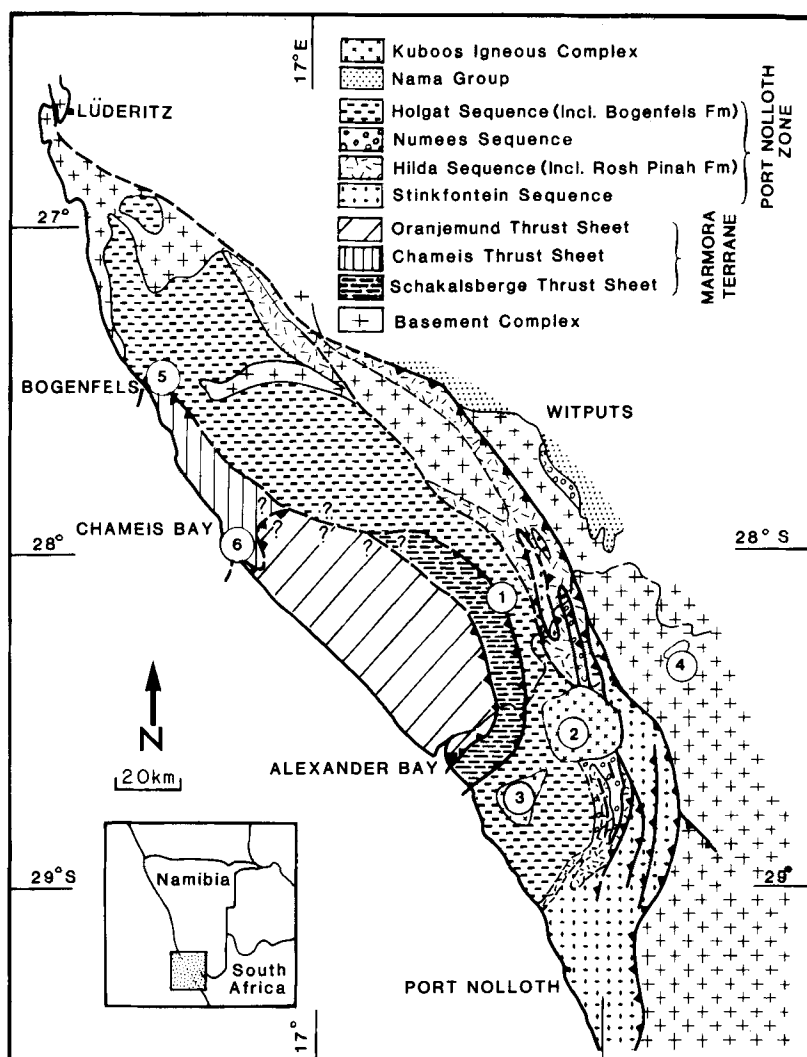 17°E
Kuboos Igneous Complex
Nama Group
Holgat Sequence (Incl. Bogenfels Fm)
Numees Sequence
Hilda Sequence (Incl. Rosh Pinah Fm)
Stinkfontein Sequence
PORT NOLLOTH
ZONE
Oranjemund Thrust Sheet
Chameis Thrust Sheet
Schakalsberge Thrust Sheet
MARMORA
TERRANE
Basement Complex
LÜDERITZ
27°
5
BOGENFELS
WITPUTS
? ? ? ? ? ?
CHAMEIS BAY
6
28°
28°S
1
4
N
2
20km
ALEXANDER BAY
3
29°S
29°
Namibia
South
Africa
PORT NOLLOTH
17°